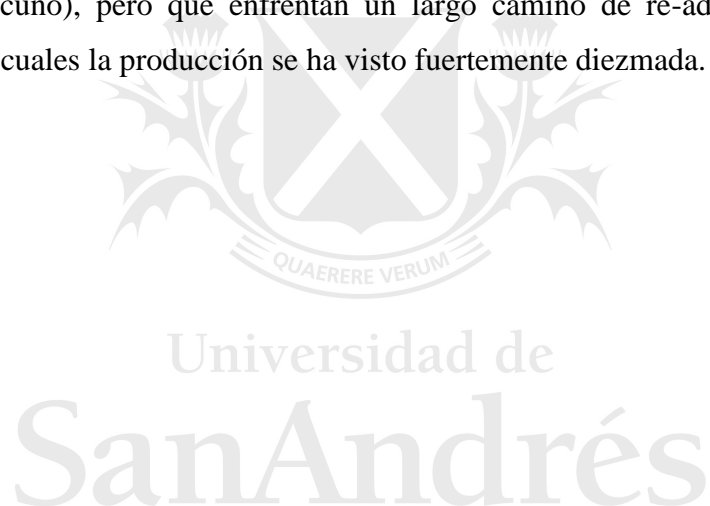 cuño), pero que enfrentan un largo camino de re-ad
cuales la producción se ha visto fuertemente diezmada.
QUAERERE VERUM
Universidad de
SanAndrés